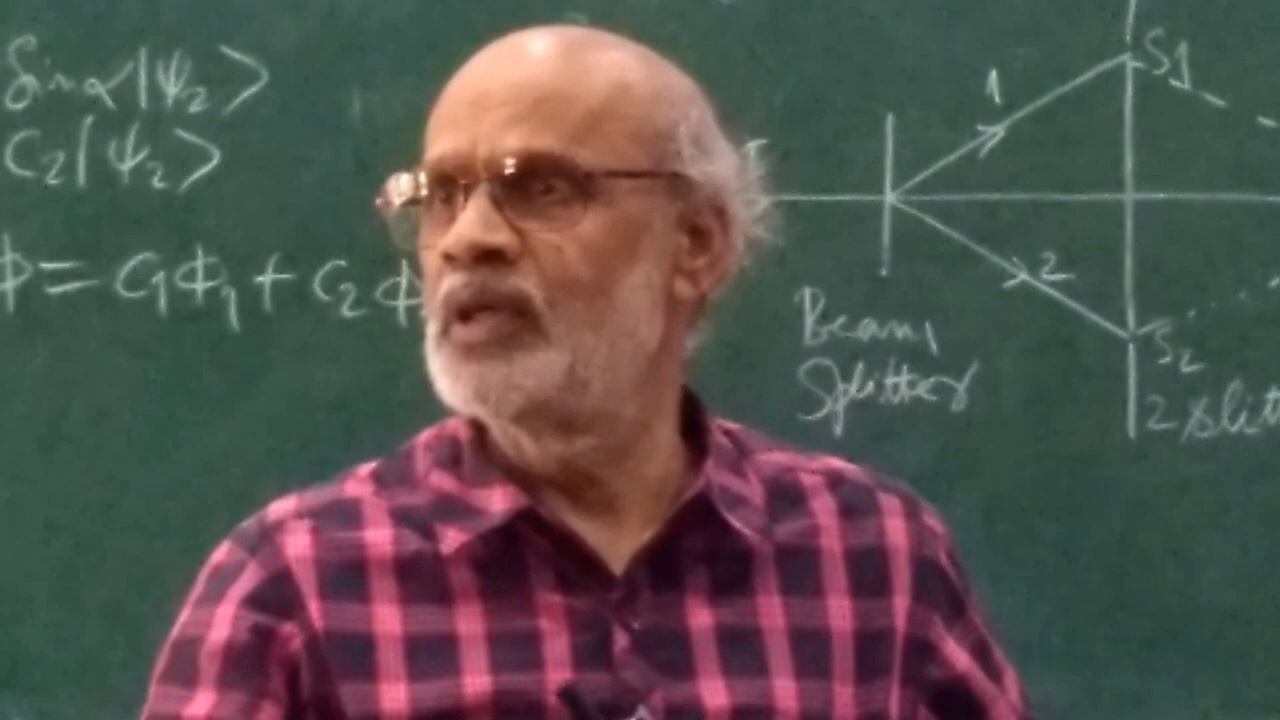 Sinα|ψ₂>
C₂|ψ₂>
ϕ = C₁ϕ₁ + C₂ϕ
1
S1
2
S₂
Beam
Splitter
2 slit